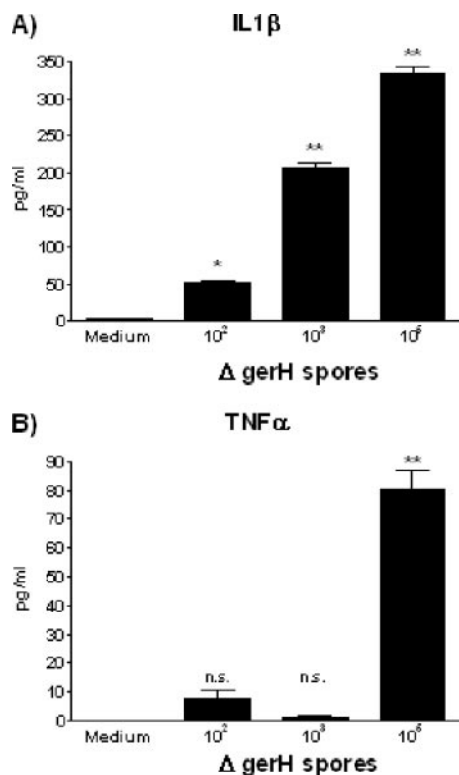 A) IL1β
350
300
250
200
150
100
50
0
pg/ml
*
**
**
Medium 10² 10³
Δ gerH spores
B) TNFα
90
80
70
60
50
40
30
20
10
0
pg/ml
n.s.
n.s.
**
Medium 10² 10³
Δ gerH spores